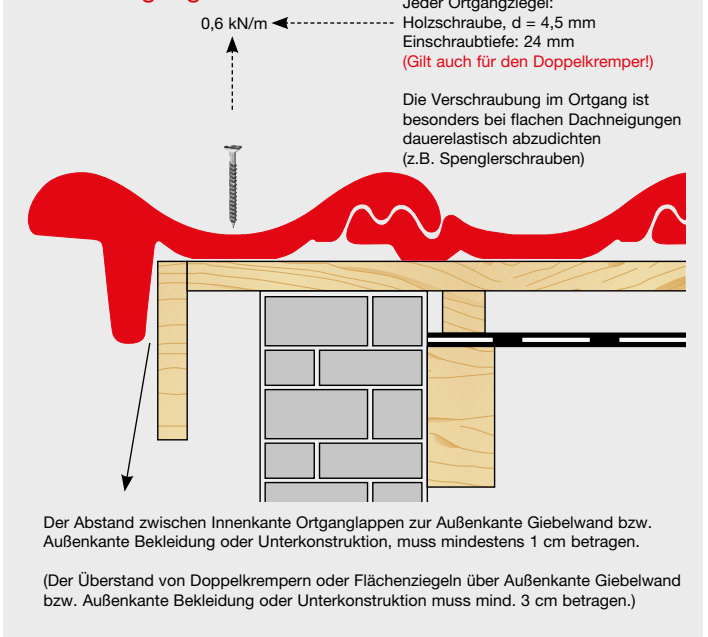 0,6 kN/m
Jeder Ortgangziegel:
Holzschraube, d = 4,5 mm
Einschraubtiefe: 24 mm
(Gilt auch für den Doppelkremper!)
Die Verschraubung im Ortgang ist
besonders bei flachen Dachneigungen
dauerelastisch abzudichten
(z.B. Spenglerschrauben)
Der Abstand zwischen Innenkante Ortganglappen zur Außenkante Giebelwand bzw.
Außenkante Bekleidung oder Unterkonstruktion, muss mindestens 1 cm betragen.
(Der Überstand von Doppelkrempern oder Flächenziegeln über Außenkante Giebelwand
bzw. Außenkante Bekleidung oder Unterkonstruktion muss mind. 3 cm betragen.)